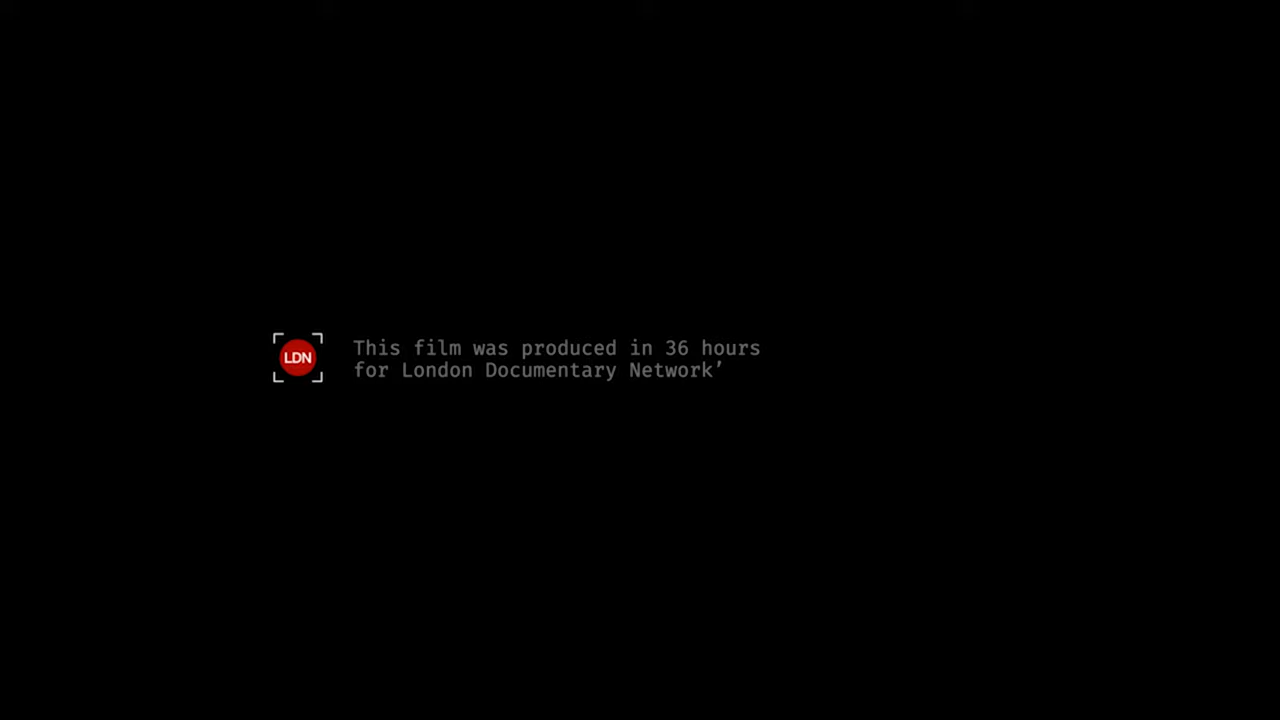 LDN
This film was produced in 36 hours
for London Documentary Network’